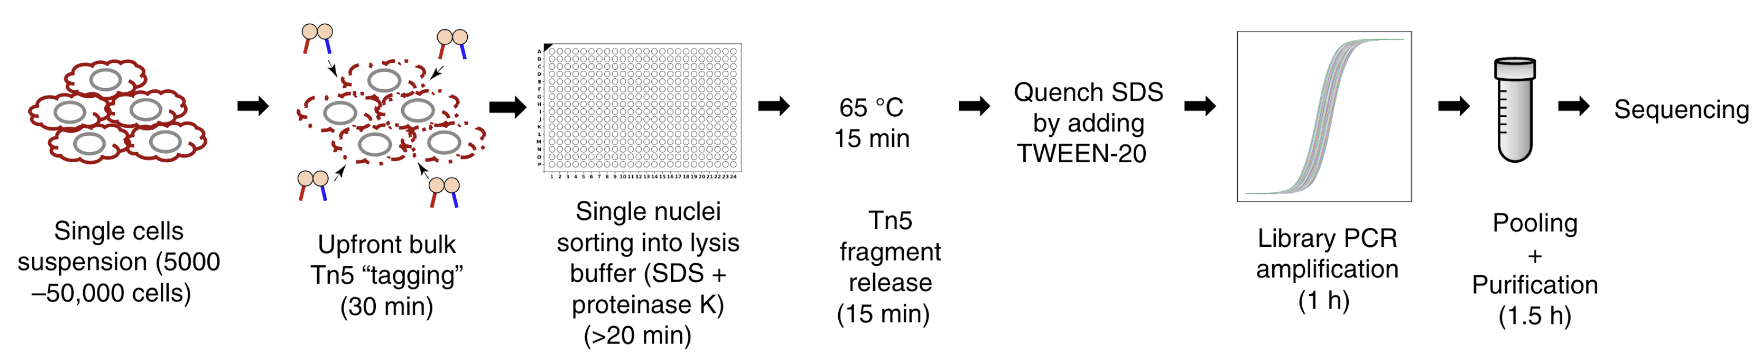 Single cells
suspension (5000
–50,000 cells)
Upfront bulk
Tn5 “tagging”
(30 min)
A
B
C
D
E
F
G
H
I
J
K
L
M
N
O
P
1 2 3 4 5 6 7 8 9 10 11 12 13 14 15 16 17 18 19 20 21 22 23 24
Single nuclei
sorting into lysis
buffer (SDS +
proteinase K)
(>20 min)
65 °C
15 min
Tn5
fragment
release
(15 min)
Quench SDS
by adding
TWEEN-20
Library PCR
amplification
(1 h)
Pooling
+
Purification
(1.5 h)
Sequencing